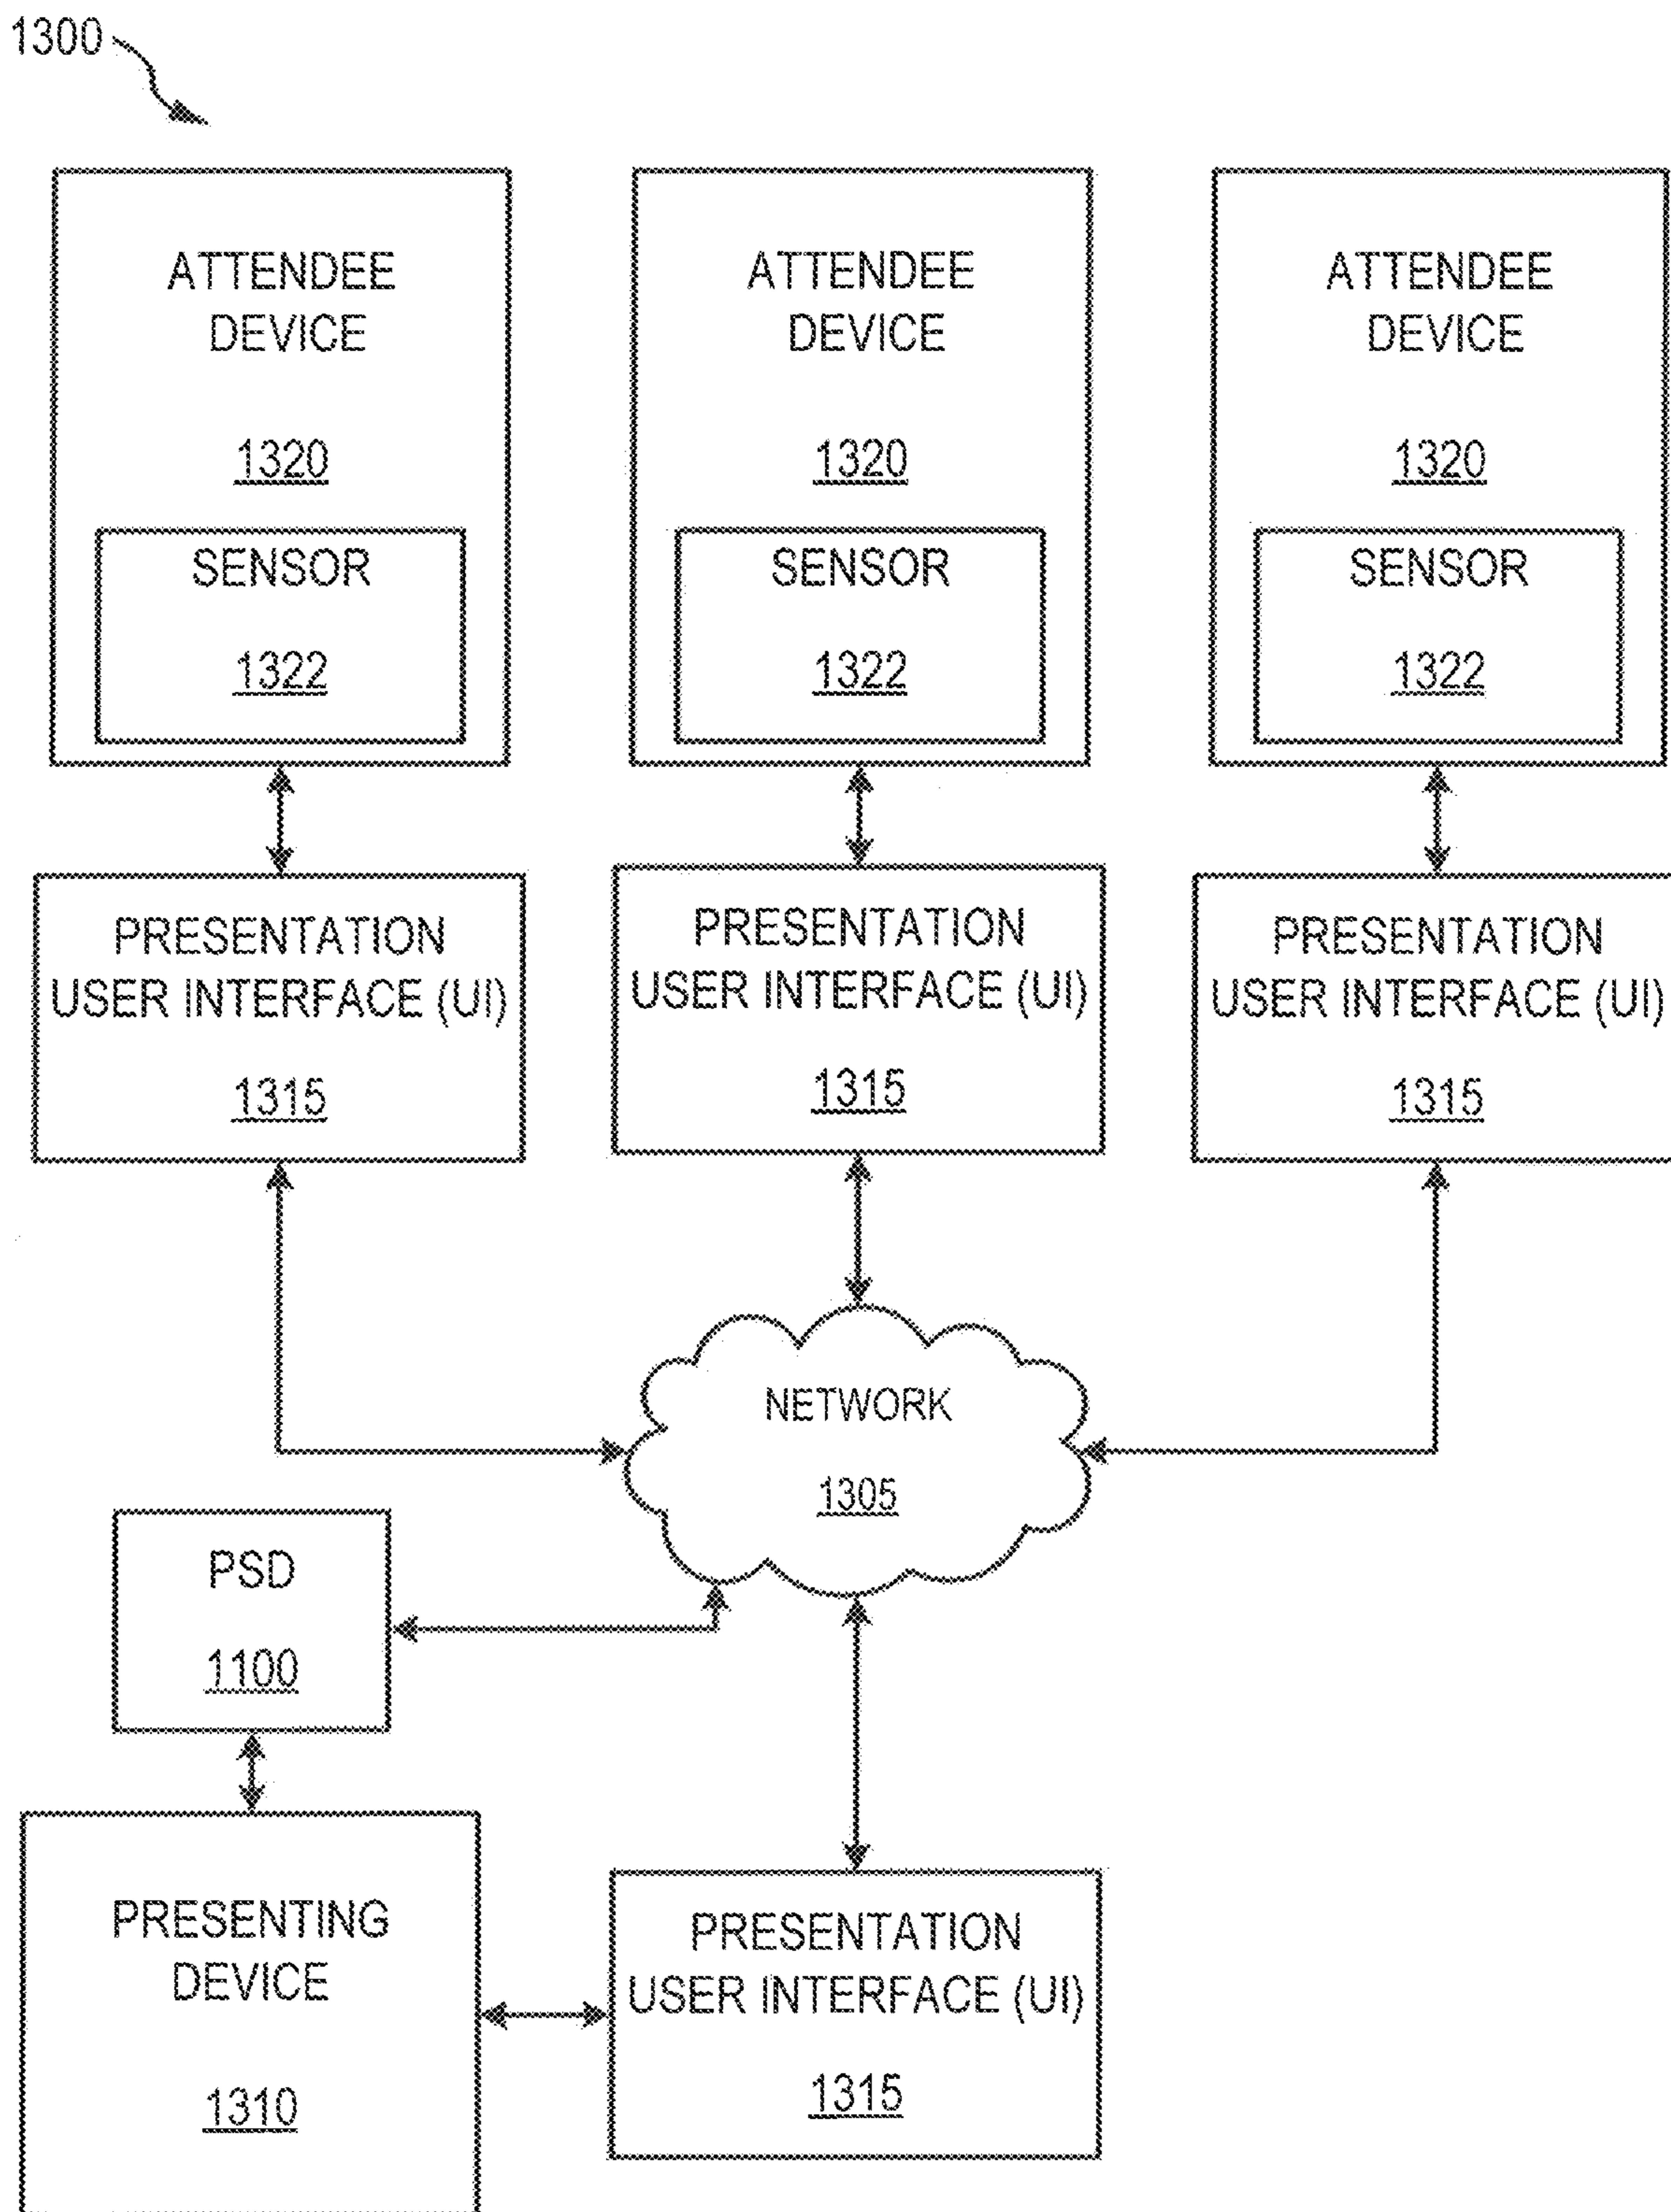 1300
ATTENDEE
DEVICE
1320
SENSOR
1322
ATTENDEE
DEVICE
1320
SENSOR
1322
ATTENDEE
DEVICE
1320
SENSOR
1322
PRESENTATION
USER INTERFACE (UI)
1315
PRESENTATION
USER INTERFACE (UI)
1315
PRESENTATION
USER INTERFACE (UI)
1315
NETWORK
1305
PSD
1100
PRESENTING
DEVICE
1310
PRESENTATION
USER INTERFACE (UI)
1315